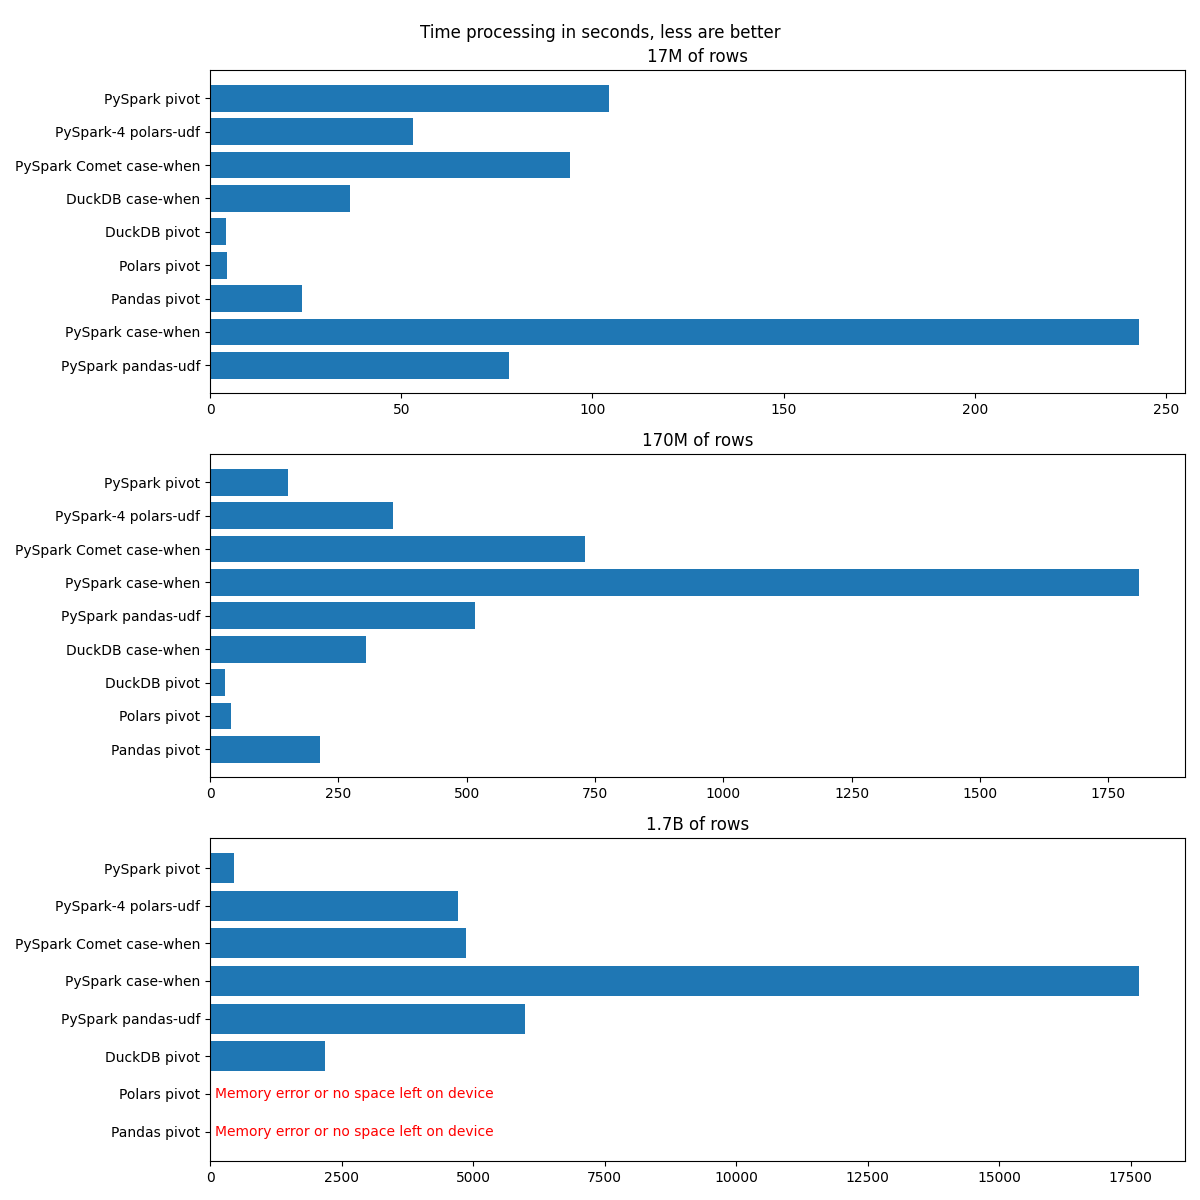 Time processing in seconds, less are better
17M of rows
PySpark pivot
PySpark-4 polars-udf
PySpark Comet case-when
DuckDB case-when
DuckDB pivot
Polars pivot
Pandas pivot
PySpark case-when
PySpark pandas-udf
0 50 100 150 200 250
170M of rows
PySpark pivot
PySpark-4 polars-udf
PySpark Comet case-when
PySpark case-when
PySpark pandas-udf
DuckDB case-when
DuckDB pivot
Polars pivot
Pandas pivot
0 250 500 750 1000 1250 1500 1750
1.7B of rows
PySpark pivot
PySpark-4 polars-udf
PySpark Comet case-when
PySpark case-when
PySpark pandas-udf
DuckDB pivot
Polars pivot Memory error or no space left on device
Pandas pivot Memory error or no space left on device
0 2500 5000 7500 10000 12500 15000 17500